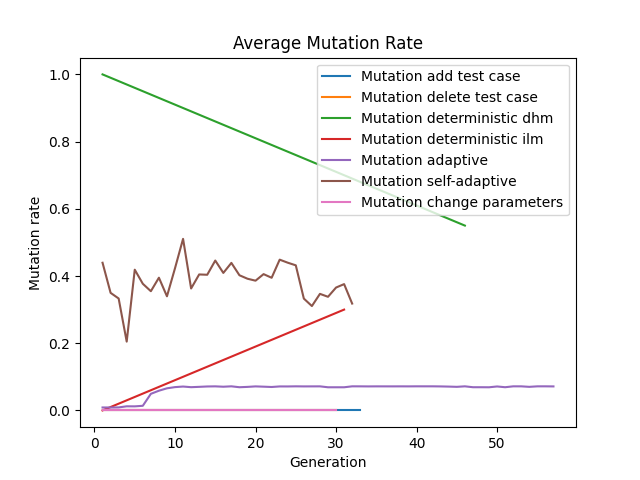 Average Mutation Rate
Mutation add test case
Mutation delete test case
Mutation deterministic dhm
Mutation deterministic ilm
Mutation adaptive
Mutation self-adaptive
Mutation change parameters
Mutation rate
1.0
0.8
0.6
0.4
0.2
0.0
0 10 20 30 40 50
Generation